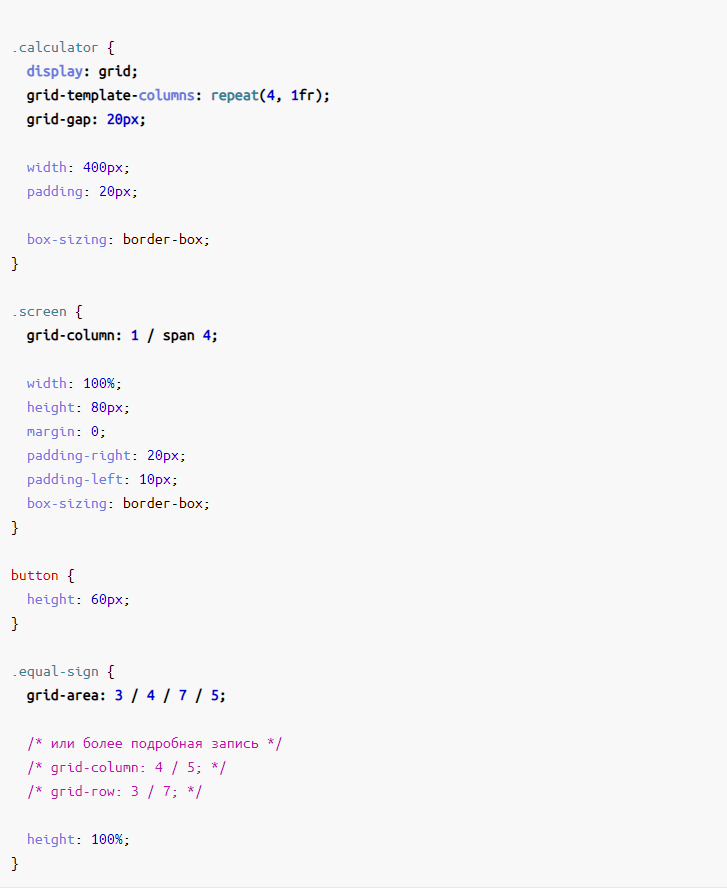 .calculator {
  display: grid;
  grid-template-columns: repeat(4, 1fr);
  grid-gap: 20px;
  width: 400px;
  padding: 20px;
  box-sizing: border-box;
}
.screen {
  grid-column: 1 / span 4;
  width: 100%;
  height: 80px;
  margin: 0;
  padding-right: 20px;
  padding-left: 10px;
  box-sizing: border-box;
}
button {
  height: 60px;
}
.equal-sign {
  grid-area: 3 / 4 / 7 / 5;
  /* или более подробная запись */
  /* grid-column: 4 / 5; */
  /* grid-row: 3 / 7; */
  height: 100%;
}